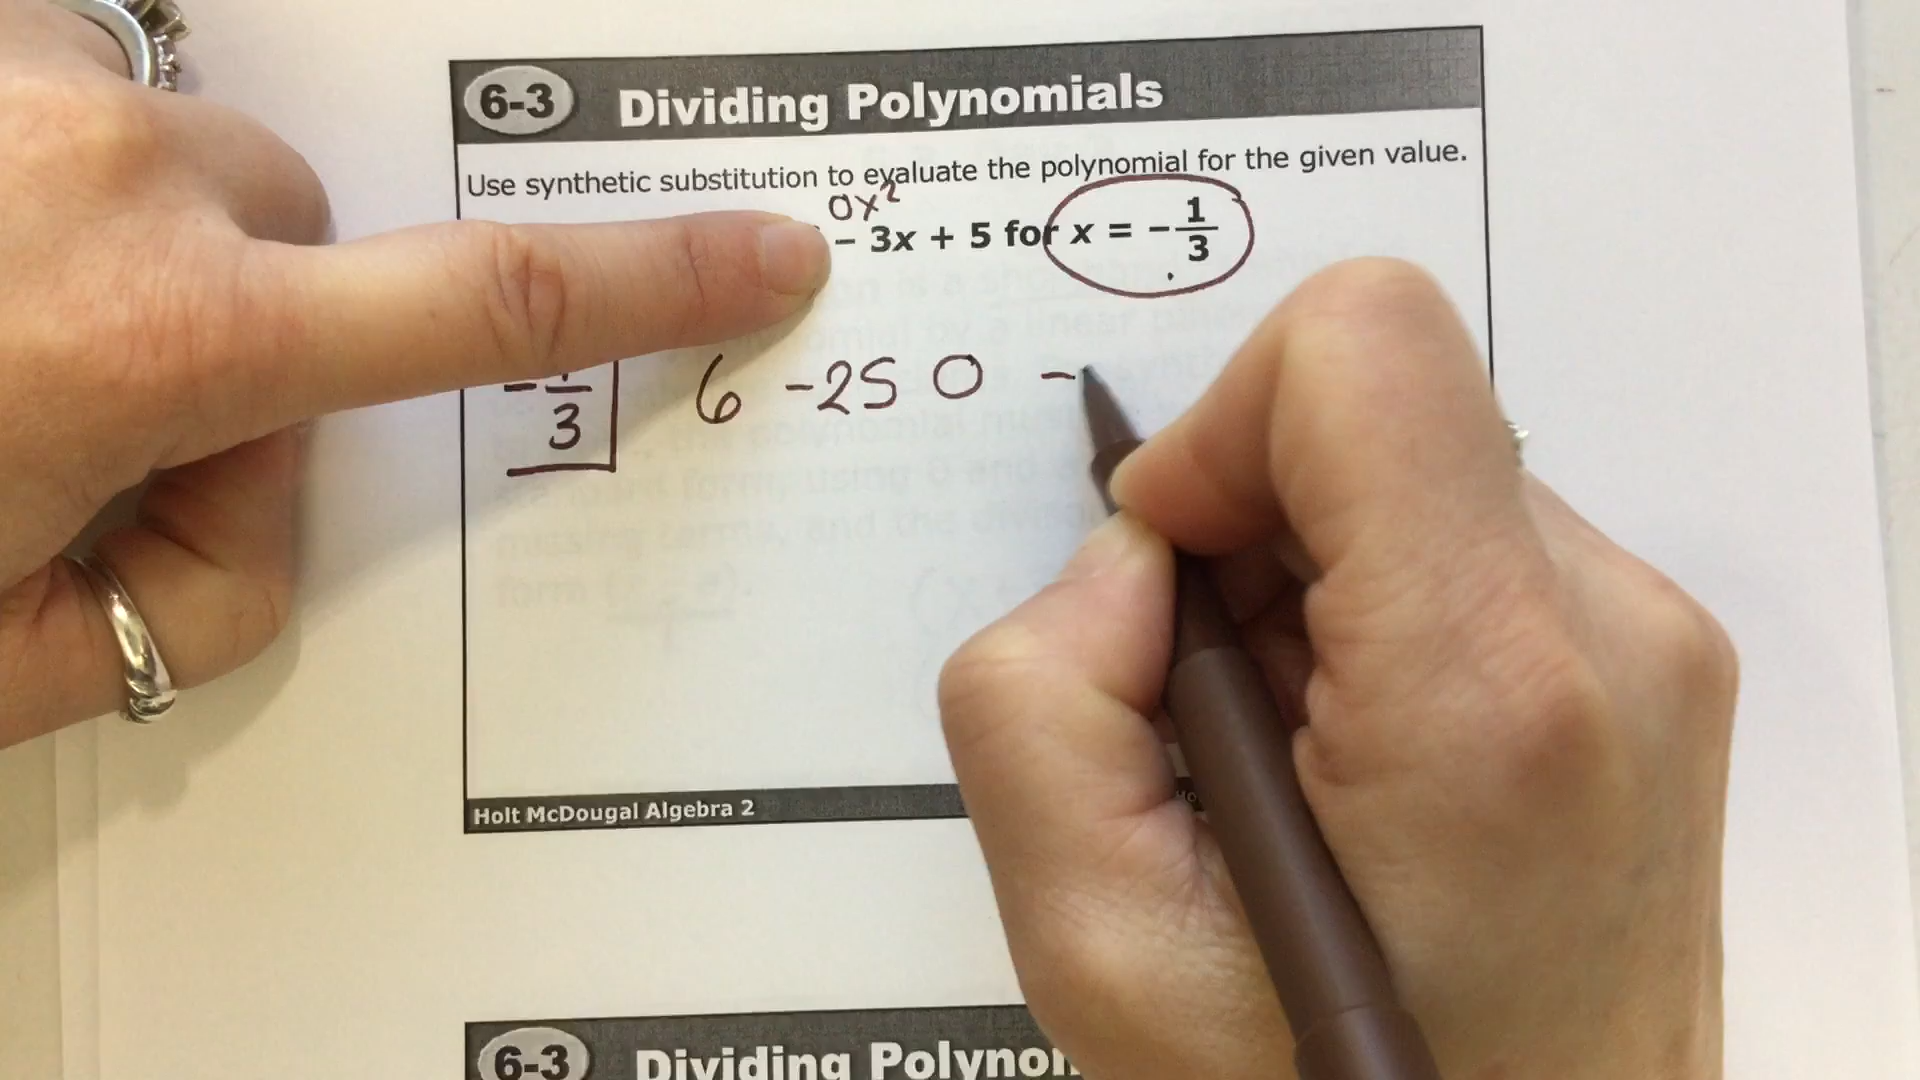 6-3 Dividing Polynomials
Use synthetic substitution to evaluate the polynomial for the given value.
0x²
− 3x + 5 for x = −1/3
3 6 -25 0 -
Holt McDougal Algebra 2
6-3 Dividing Polyno